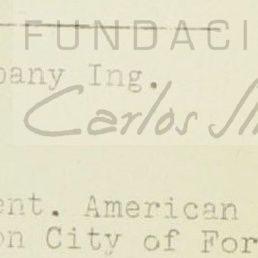 FUNDACI
pany Ing.
Carlos Sl
ent. American
on City of For